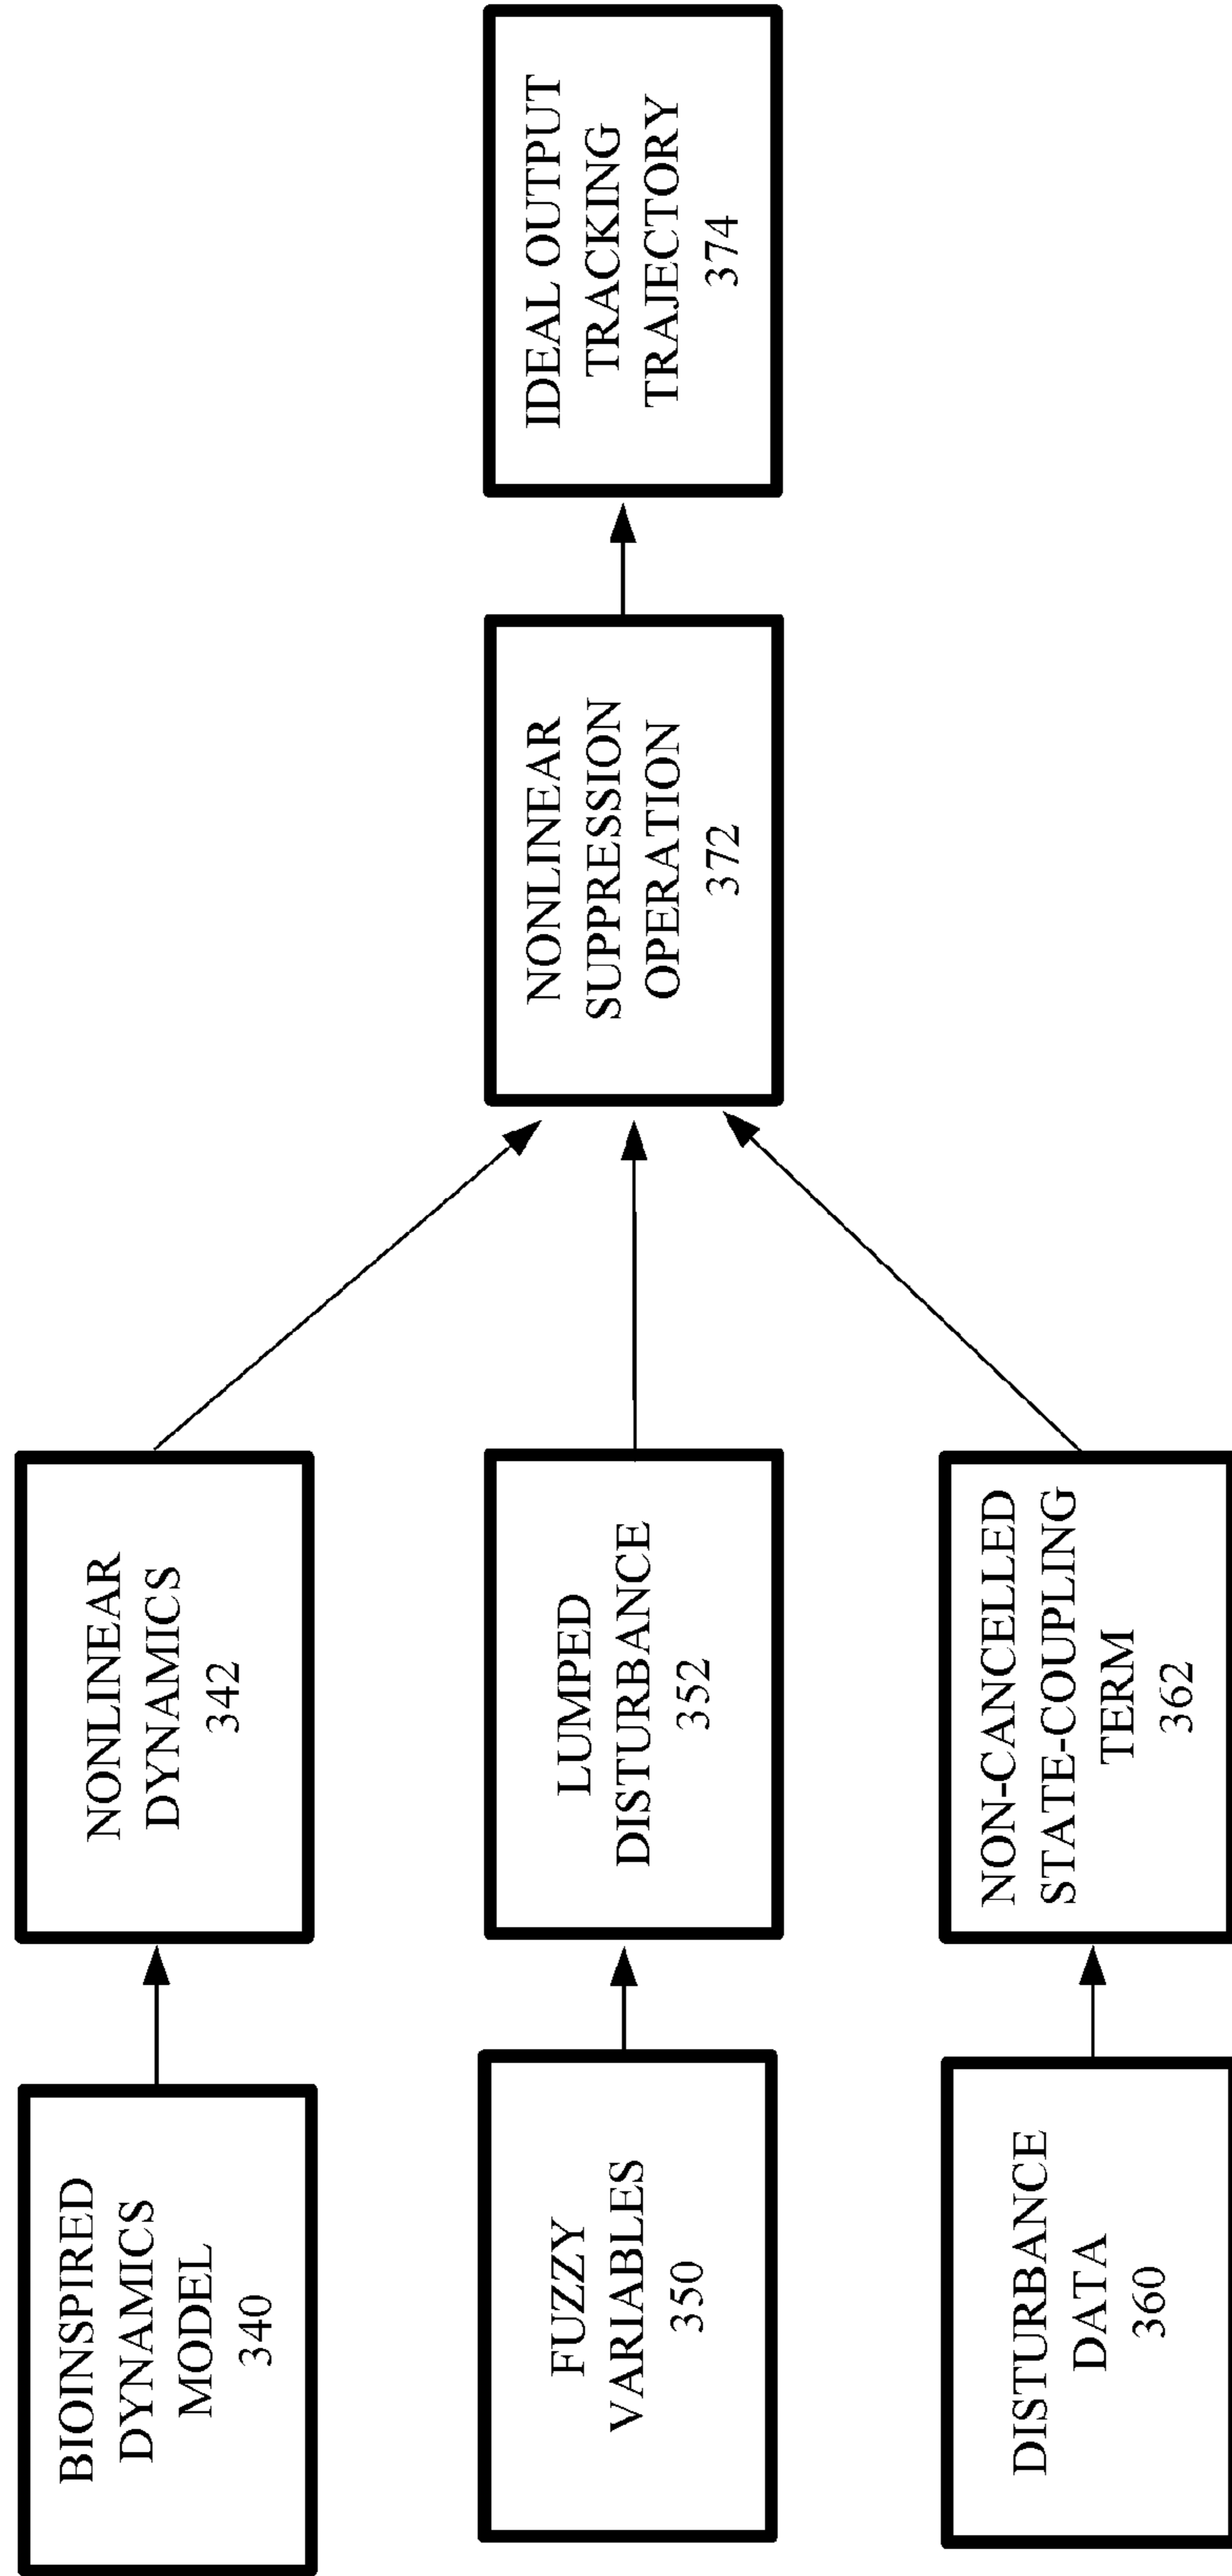 BIOINSPIRED
DYNAMICS
MODEL
340
NONLINEAR
DYNAMICS
342
FUZZY
VARIABLES
350
LUMPED
DISTURBANCE
352
DISTURBANCE
DATA
360
NON-CANCELLED
STATE-COUPLING
TERM
362
NONLINEAR
SUPPRESSION
OPERATION
372
IDEAL OUTPUT
TRACKING
TRAJECTORY
374